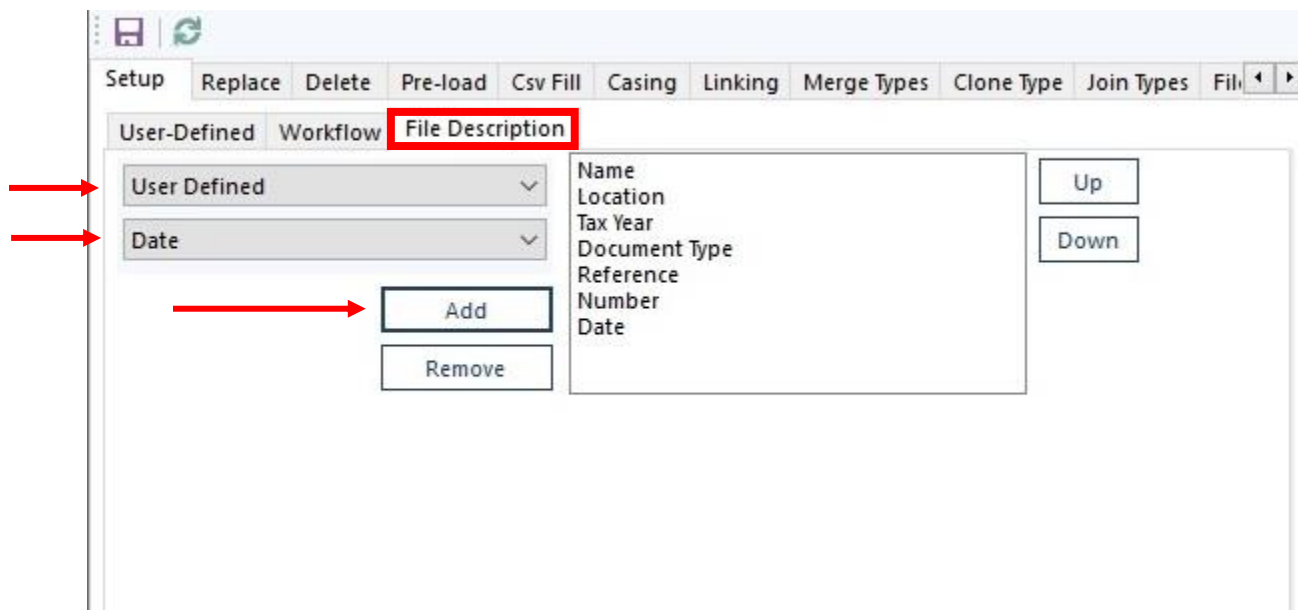 Setup Replace Delete Pre-load Csv Fill Casing Linking Merge Types Clone Type Join Types
User-Defined Workflow File Description
User Defined
Date
Add
Remove
Name
Location
Tax Year
Document Type
Reference
Number
Date
Up
Down